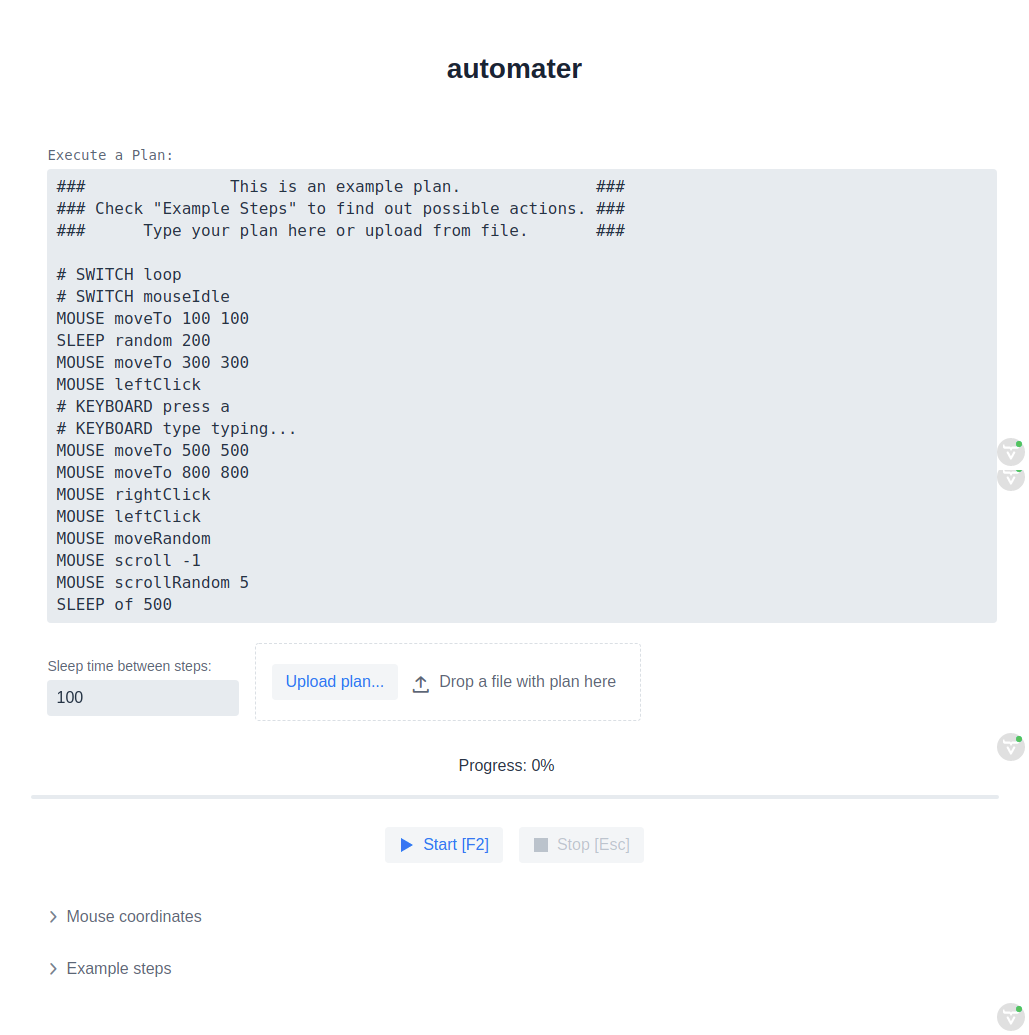 automater
Execute a Plan:
###               This is an example plan.              ###
### Check "Example Steps" to find out possible actions. ###
###      Type your plan here or upload from file.       ###

# SWITCH loop
# SWITCH mouseIdle
MOUSE moveTo 100 100
SLEEP random 200
MOUSE moveTo 300 300
MOUSE leftClick
# KEYBOARD press a
# KEYBOARD type typing...
MOUSE moveTo 500 500
MOUSE moveTo 800 800
MOUSE rightClick
MOUSE leftClick
MOUSE moveRandom
MOUSE scroll -1
MOUSE scrollRandom 5
SLEEP of 500
Sleep time between steps:
100
Upload plan... Drop a file with plan here
Progress: 0%
Start [F2] Stop [Esc]
Mouse coordinates
Example steps